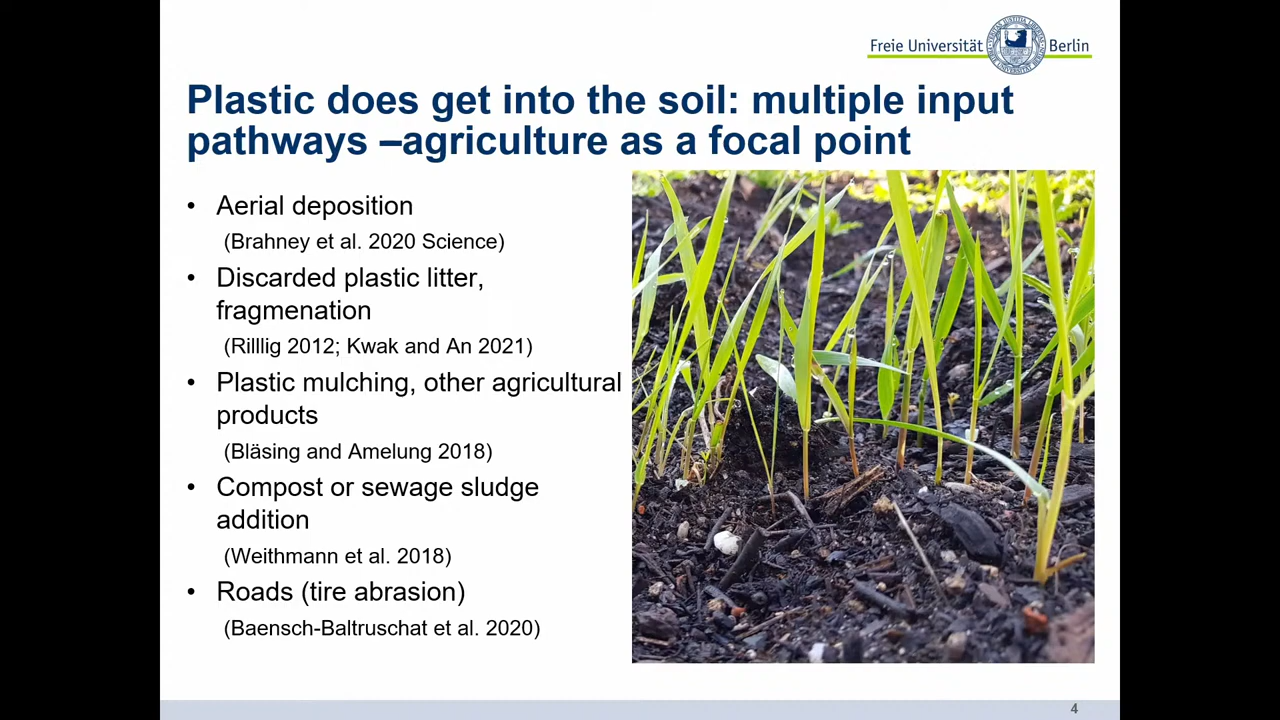 Freie Universität Berlin
Plastic does get into the soil: multiple input
pathways –agriculture as a focal point
• Aerial deposition
(Brahney et al. 2020 Science)
• Discarded plastic litter,
fragmenation
(Rilllig 2012; Kwak and An 2021)
• Plastic mulching, other agricultural
products
(Bläsing and Amelung 2018)
• Compost or sewage sludge
addition
(Weithmann et al. 2018)
• Roads (tire abrasion)
(Baensch-Baltruschat et al. 2020)
4